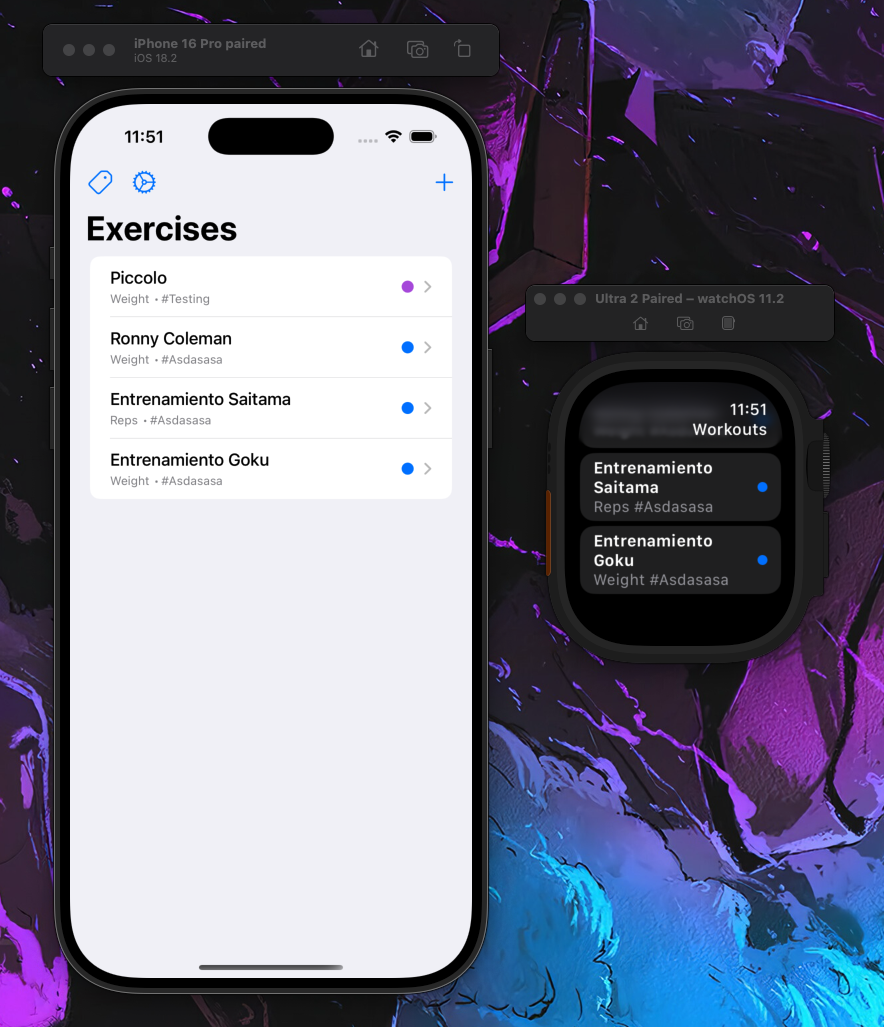 iPhone 16 Pro paired
iOS 18.2
11:51
Exercises
Piccolo
Weight • #Testing
Ronny Coleman
Weight • #Asdasasa
Entrenamiento Saitama
Reps • #Asdasasa
Entrenamiento Goku
Weight • #Asdasasa
Ultra 2 Paired – watchOS 11.2
11:51
Workouts
Entrenamiento
Saitama
Reps #Asdasasa
Entrenamiento
Goku
Weight #Asdasasa